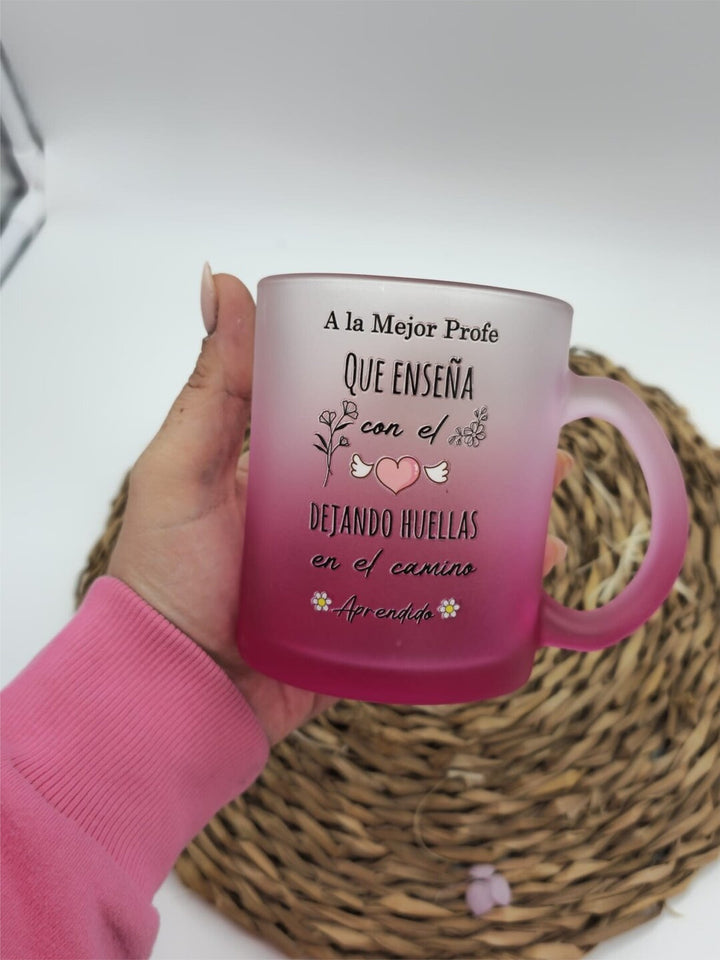 A la Mejor Profe
QUE ENSEÑA
con el
DEJANDO HUELLAS
en el camino
Aprendido